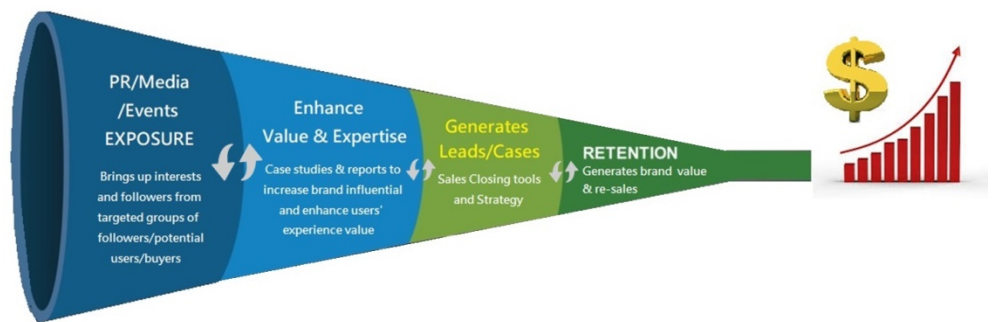 PR/Media
/Events
EXPOSURE
Brings up interests
and followers from
targeted groups of
followers/potential
users/buyers
Enhance
Value & Expertise
Case studies & reports to
increase brand influential
and enhance users'
experience value
Generates
Leads/Cases
Sales Closing tools
and Strategy
RETENTION
Generates brand value
& re-sales
$